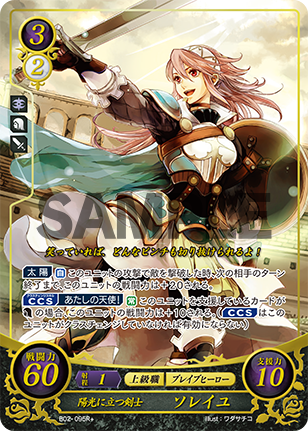 3
2
SAMPLE
笑っていれば、どんなピンチも切り抜けられるよ!
太陽 自 このユニットの攻撃で敵を撃破した時、次の相手のターン
終了まで、このユニットの戦闘力は+20される。
CCS あたしの天使! 常 このユニットを支援しているカードが
の場合、このユニットの戦闘力は+10される。(CCSはこの
ユニットがクラスチェンジしていなければ有効にならない)
戦闘力
60
射程 1 上級職 ブレイブヒーロー
支援力
10
陽光に立つ剣士 ソレイユ
B02-095R+ Illust:ワダサチコ